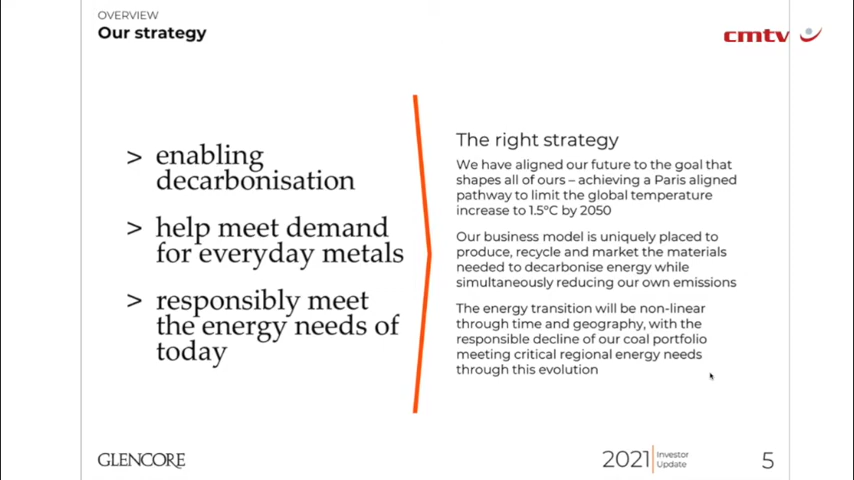 OVERVIEW
Our strategy
cmtv
> enabling
decarbonisation
> help meet demand
for everyday metals
> responsibly meet
the energy needs of
today
The right strategy
We have aligned our future to the goal that
shapes all of ours – achieving a Paris aligned
pathway to limit the global temperature
increase to 1.5°C by 2050
Our business model is uniquely placed to
produce, recycle and market the materials
needed to decarbonise energy while
simultaneously reducing our own emissions
The energy transition will be non-linear
through time and geography, with the
responsible decline of our coal portfolio
meeting critical regional energy needs
through this evolution
GLENCORE
2021 Investor
Update
5